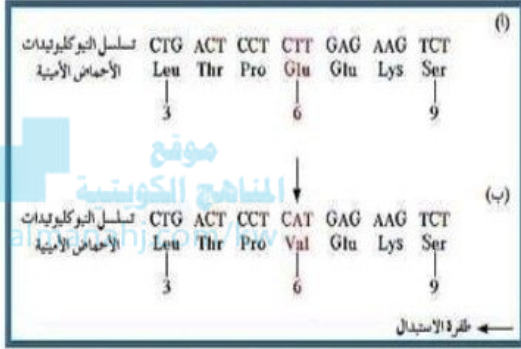 (أ)
تسلسل النيوكليوتيدات CTG ACT CCT CTT GAG AAG TCT
الأحماض الأمينية Leu Thr Pro Glu Glu Lys Ser
3 6 9
موقع
المناهج الكويتية
almanahj.com/kw
(ب)
تسلسل النيوكليوتيدات CTG ACT CCT CAT GAG AAG TCT
الأحماض الأمينية Leu Thr Pro Val Glu Lys Ser
3 6 9
طفرة الاستبدال